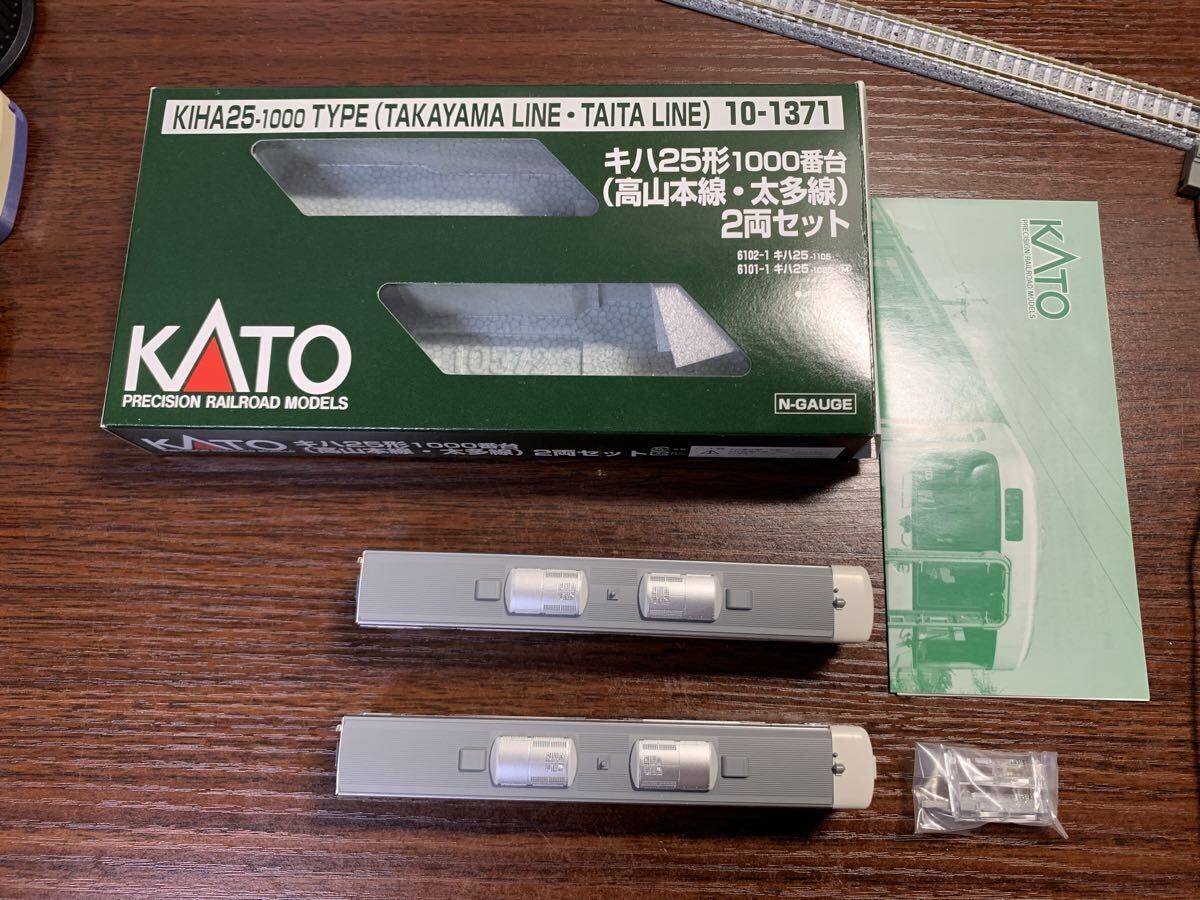 KIHA25-1000 TYPE (TAKAYAMA LINE・TAITA LINE) 10-1371
キハ25形1000番台
(高山本線・太多線)
2両セット
6102-1 キハ25-1105
6101-1 キハ25-1005 M
KATO
PRECISION RAILROAD MODELS
N-GAUGE
KATO キハ25形1000番台
(高山本線・太多線) 2両セット
KATO
PRECISION RAILROAD MODELS